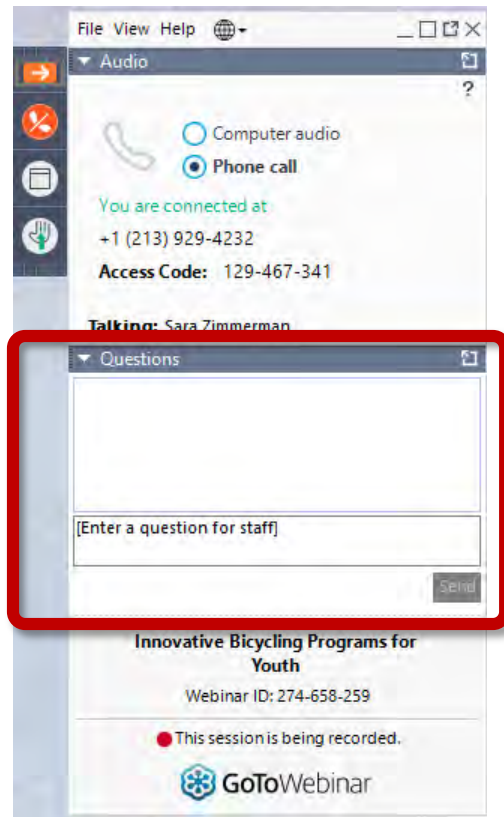 File View Help
Audio
?
Computer audio
Phone call
You are connected at
+1 (213) 929-4232
Access Code: 129-467-341
Talking: Sara Zimmerman
Questions
[Enter a question for staff]
Send
Innovative Bicycling Programs for
Youth
Webinar ID: 274-658-259
This session is being recorded.
GoToWebinar